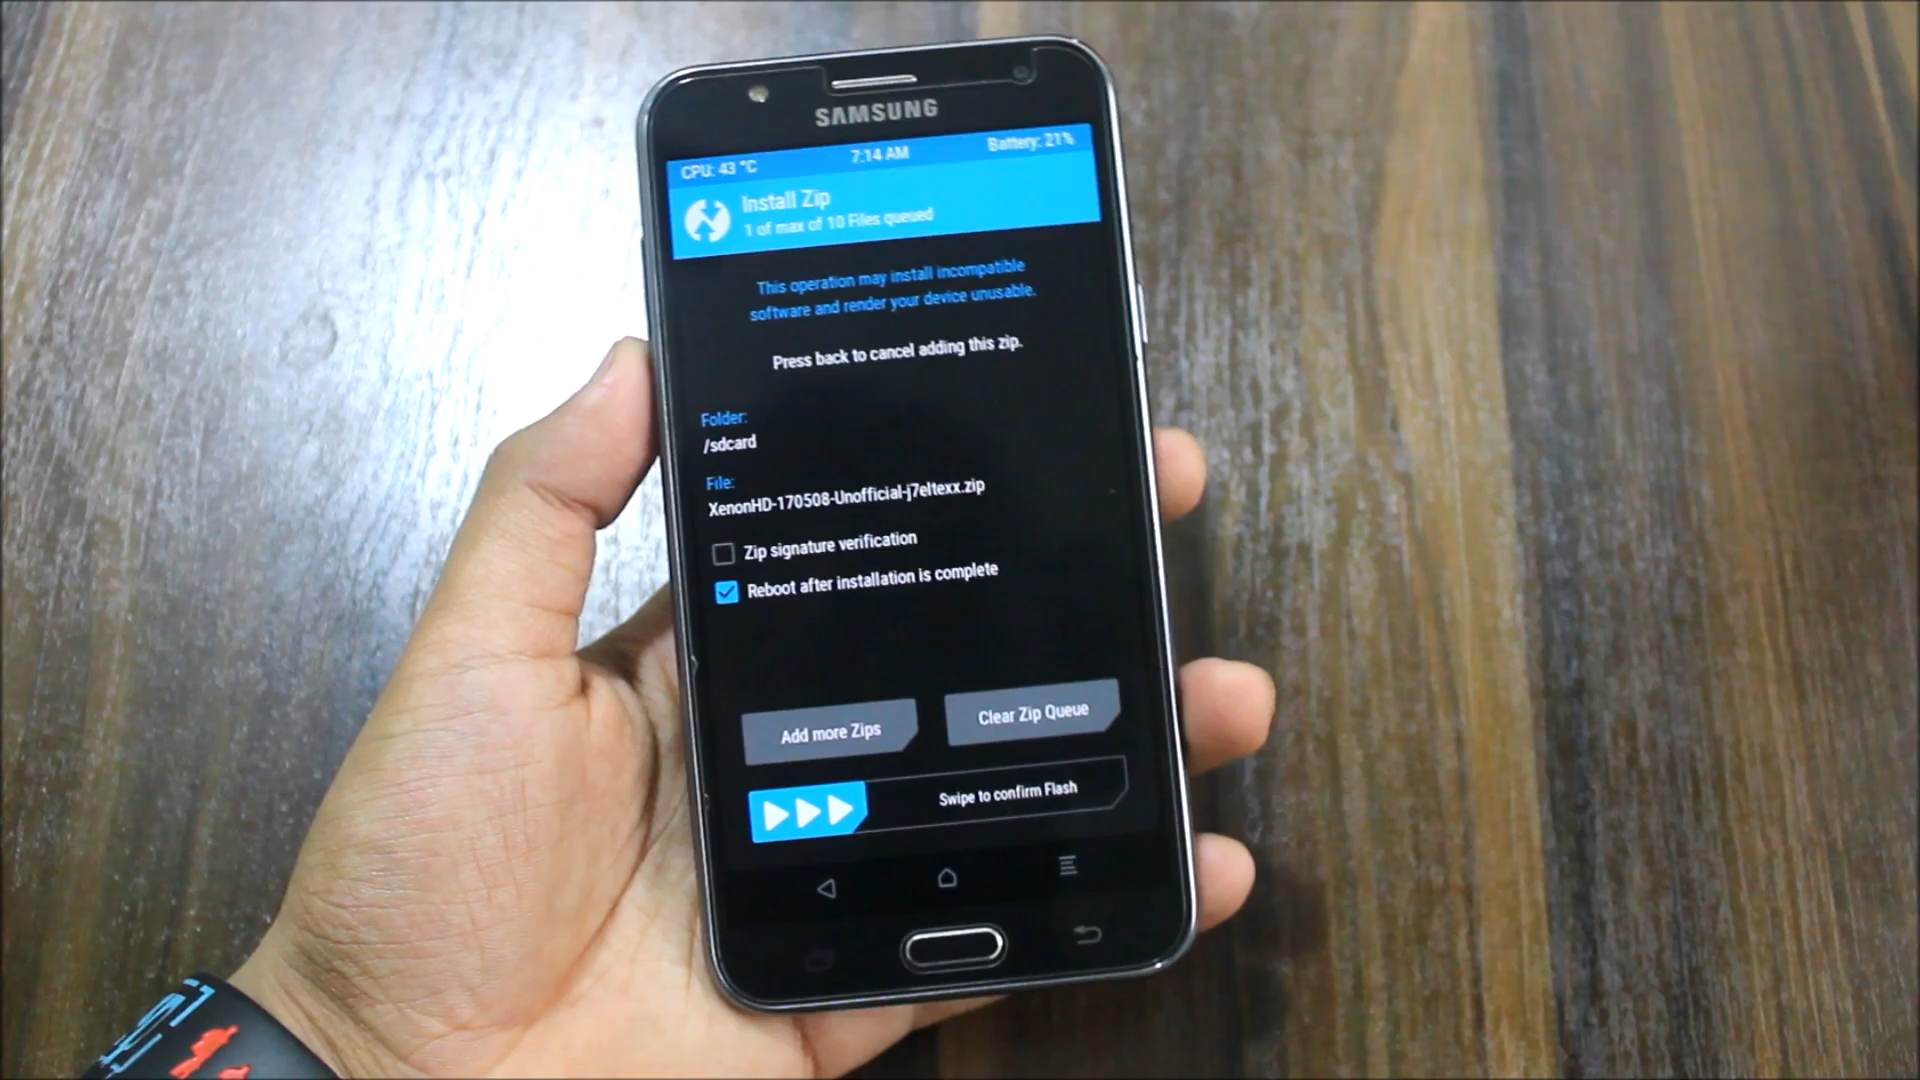 SAMSUNG
CPU: 43 °C
7:14 AM
Battery: 21%
Install Zip
1 of max of 10 Files queued
This operation may install incompatible
software and render your device unusable.
Press back to cancel adding this zip.
Folder:
/sdcard
File:
XenonHD-170508-Unofficial-j7eltexx.zip
Zip signature verification
Reboot after installation is complete
Add more Zips
Clear Zip Queue
Swipe to confirm Flash